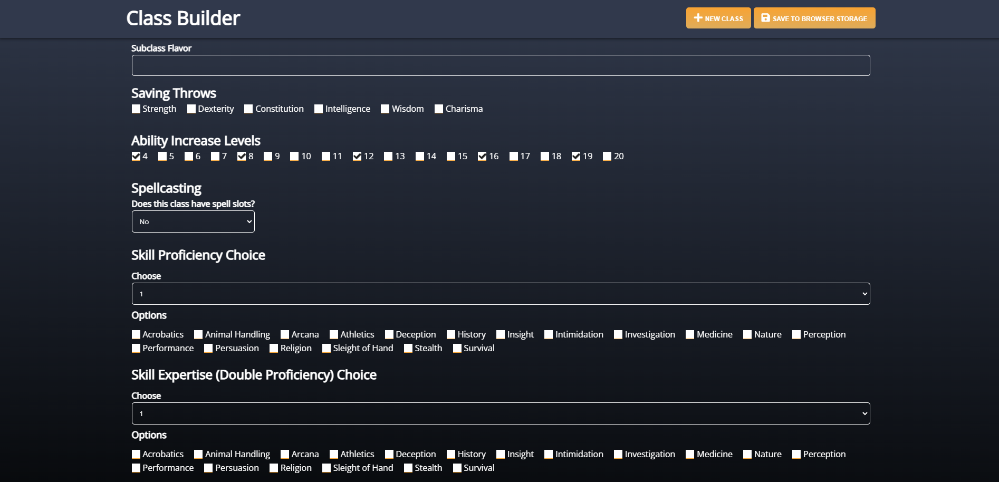 Class Builder
NEW CLASS
SAVE TO BROWSER STORAGE
Subclass Flavor
Saving Throws
Strength Dexterity Constitution Intelligence Wisdom Charisma
Ability Increase Levels
4 5 6 7 8 9 10 11 12 13 14 15 16 17 18 19 20
Spellcasting
Does this class have spell slots?
No
Skill Proficiency Choice
Choose
1
Options
Acrobatics Animal Handling Arcana Athletics Deception History Insight Intimidation Investigation Medicine Nature Perception
Performance Persuasion Religion Sleight of Hand Stealth Survival
Skill Expertise (Double Proficiency) Choice
Choose
1
Options
Acrobatics Animal Handling Arcana Athletics Deception History Insight Intimidation Investigation Medicine Nature Perception
Performance Persuasion Religion Sleight of Hand Stealth Survival